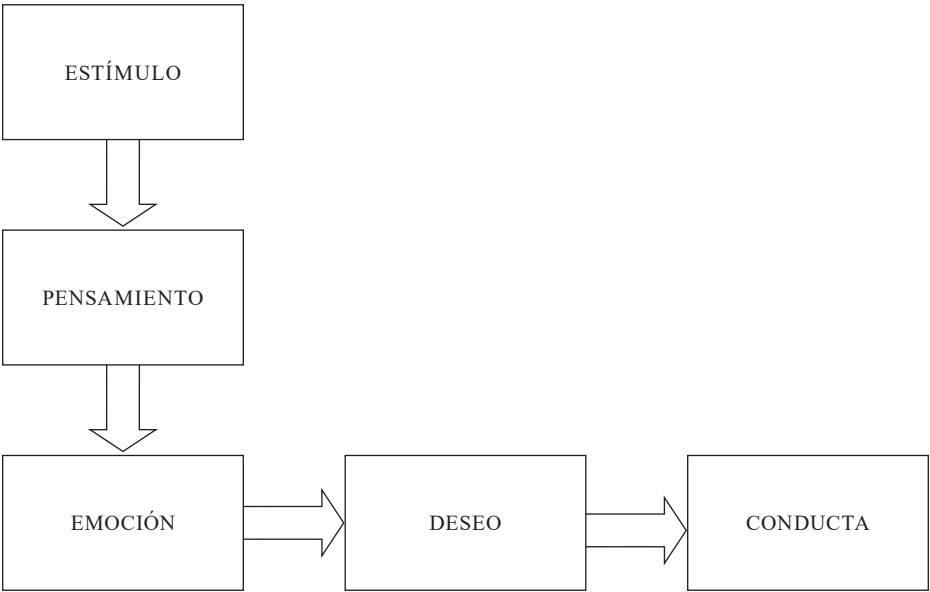 ESTÍMULO
PENSAMIENTO
EMOCIÓN
DESEO
CONDUCTA